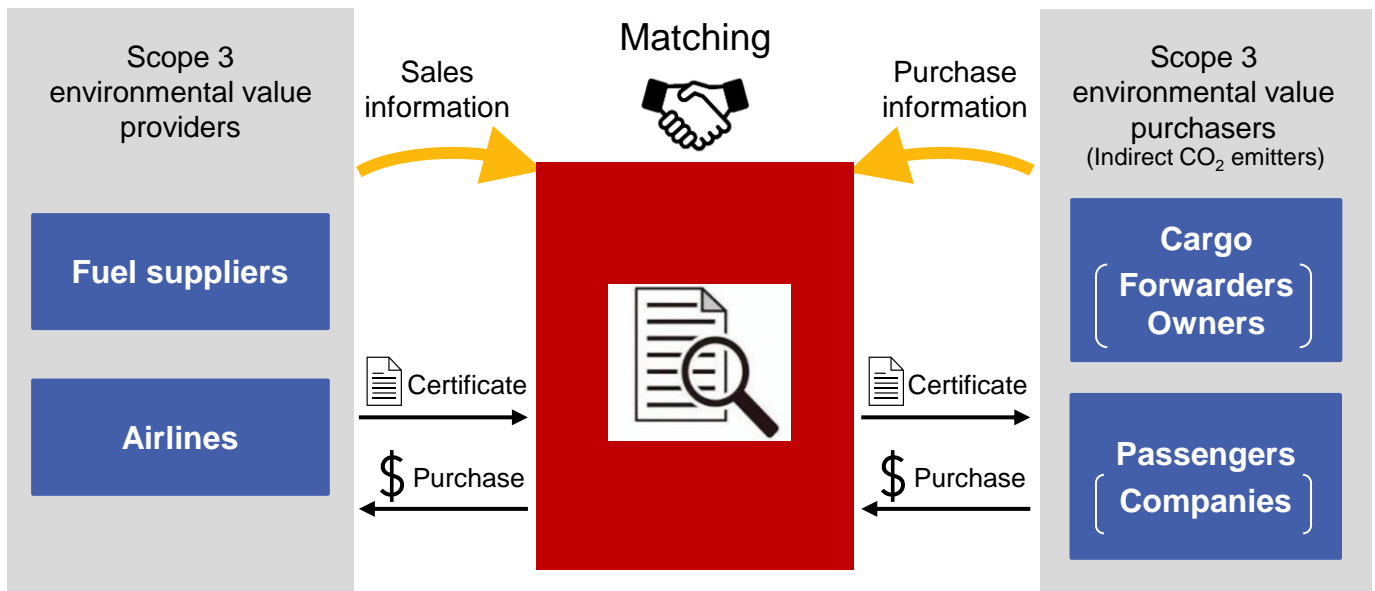 Scope 3
environmental value
providers
Fuel suppliers
Airlines
Sales
information
Certificate
$ Purchase
Matching
Purchase
information
Certificate
$ Purchase
Scope 3
environmental value
purchasers
(Indirect CO₂ emitters)
Cargo
Forwarders
Owners
Passengers
Companies